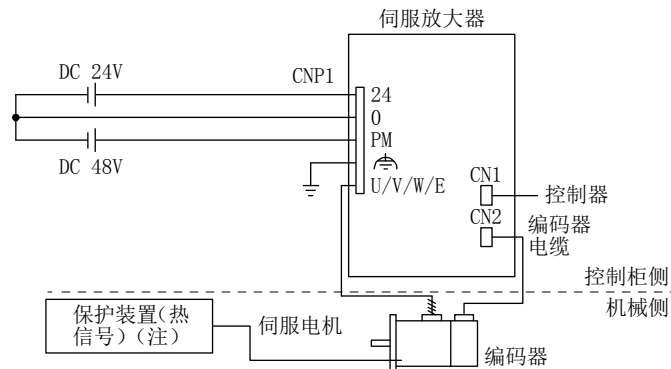 伺服放大器
DC 24V
CNP1
24
0
PM
U/V/W/E
DC 48V
CN1
控制器
CN2
编码器
电缆
控制柜侧
机械侧
保护装置(热
信号)(注)
伺服电机
编码器